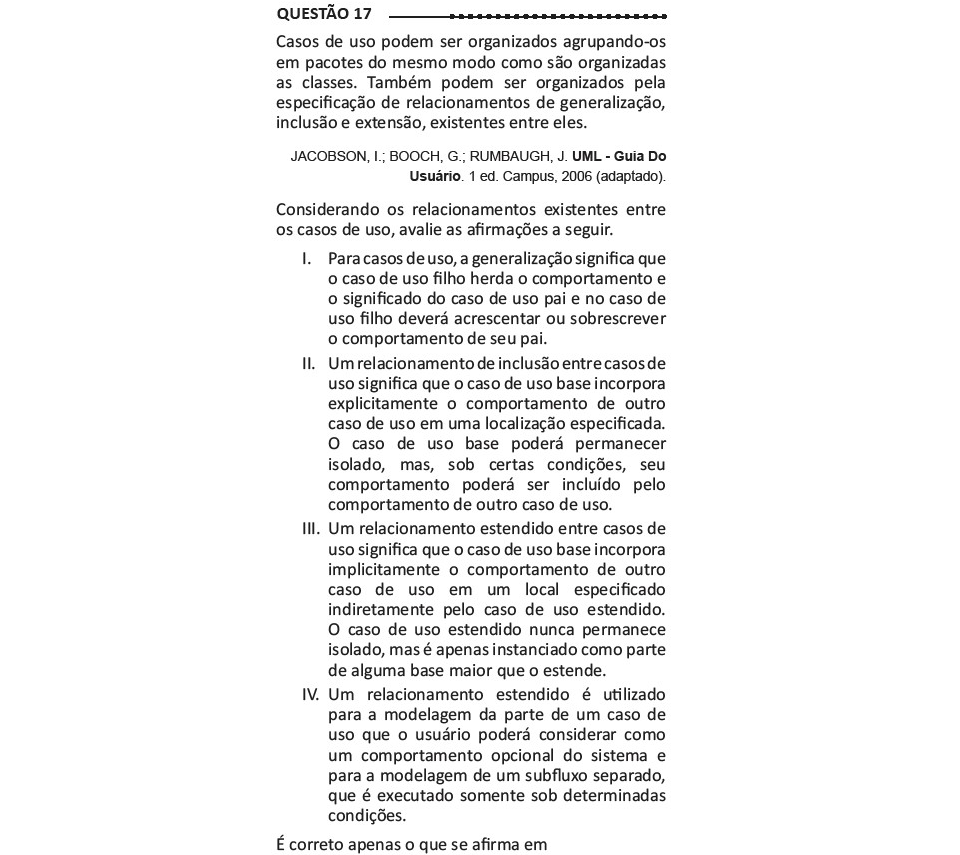 QUESTÃO 17
Casos de uso podem ser organizados agrupando-os
em pacotes do mesmo modo como são organizadas
as classes. Também podem ser organizados pela
especificação de relacionamentos de generalização,
inclusão e extensão, existentes entre eles.
JACOBSON, I.; BOOCH, G.; RUMBAUGH, J. UML - Guia Do
Usuário. 1 ed. Campus, 2006 (adaptado).
Considerando os relacionamentos existentes entre
os casos de uso, avalie as afirmações a seguir.
I. Para casos de uso, a generalização significa que
o caso de uso filho herda o comportamento e
o significado do caso de uso pai e no caso de
uso filho deverá acrescentar ou sobrescrever
o comportamento de seu pai.
II. Um relacionamento de inclusão entre casos de
uso significa que o caso de uso base incorpora
explicitamente o comportamento de outro
caso de uso em uma localização especificada.
O caso de uso base poderá permanecer
isolado, mas, sob certas condições, seu
comportamento poderá ser incluído pelo
comportamento de outro caso de uso.
III. Um relacionamento estendido entre casos de
uso significa que o caso de uso base incorpora
implicitamente o comportamento de outro
caso de uso em um local especificado
indiretamente pelo caso de uso estendido.
O caso de uso estendido nunca permanece
isolado, mas é apenas instanciado como parte
de alguma base maior que o estende.
IV. Um relacionamento estendido é utilizado
para a modelagem da parte de um caso de
uso que o usuário poderá considerar como
um comportamento opcional do sistema e
para a modelagem de um subfluxo separado,
que é executado somente sob determinadas
condições.
É correto apenas o que se afirma em